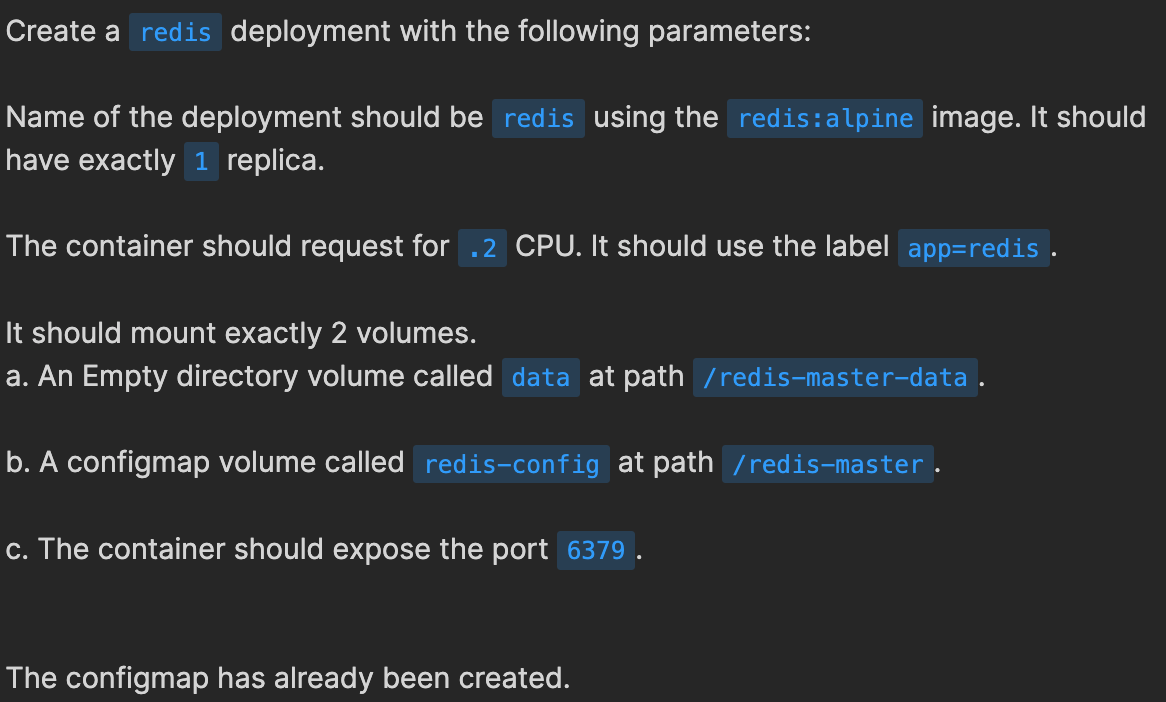 Create a redis deployment with the following parameters:
Name of the deployment should be redis using the redis:alpine image. It should
have exactly 1 replica.
The container should request for .2 CPU. It should use the label app=redis.
It should mount exactly 2 volumes.
a. An Empty directory volume called data at path /redis-master-data.
b. A configmap volume called redis-config at path /redis-master.
c. The container should expose the port 6379.
The configmap has already been created.